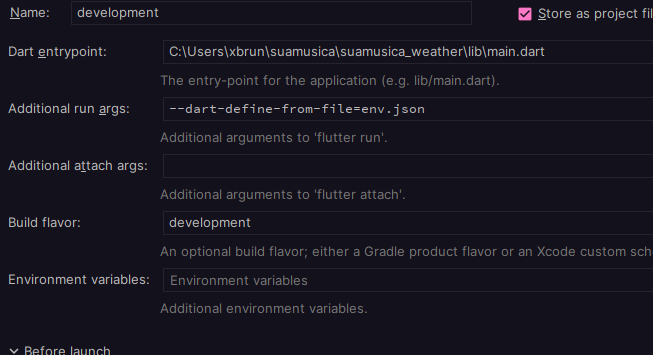 Name: development Store as project fil
Dart entrypoint: C:\Users\xbrun\suamusica\suamusica_weather\lib\main.dart
The entry-point for the application (e.g. lib/main.dart).
Additional run args: --dart-define-from-file=env.json
Additional arguments to 'flutter run'.
Additional attach args:
Additional arguments to 'flutter attach'.
Build flavor: development
An optional build flavor; either a Gradle product flavor or an Xcode custom sch
Environment variables: Environment variables
Additional environment variables.
Before launch